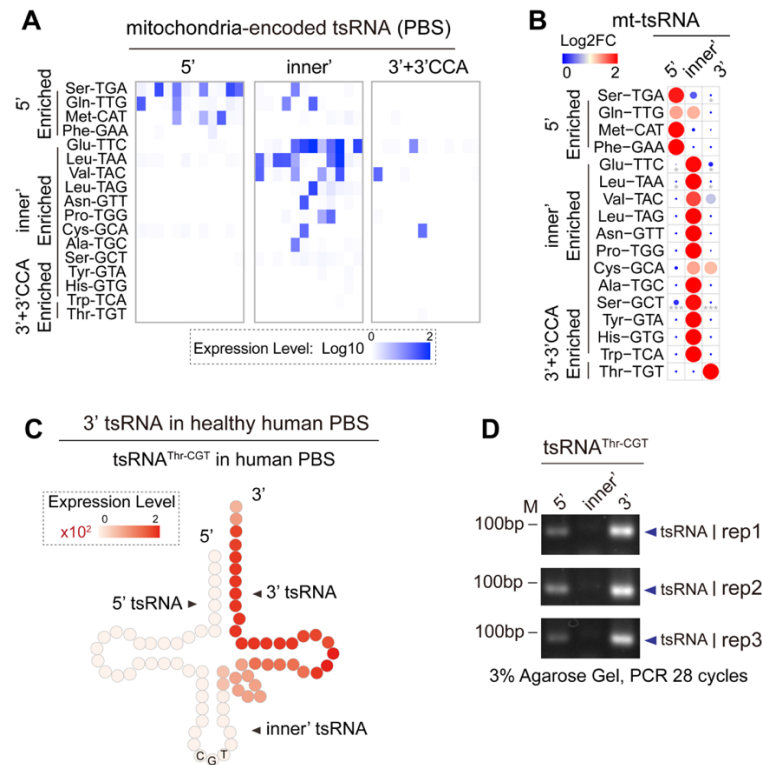 A
mitochondria-encoded tsRNA (PBS)
5’
inner’
3’+3’CCA
5’
Enriched
inner’
Enriched
3’+3’CCA
Enriched
Ser-TGA
Gln-TTG
Met-CAT
Phe-GAA
Glu-TTC
Leu-TAA
Val-TAC
Leu-TAG
Asn-GTT
Pro-TGG
Cys-GCA
Ala-TGC
Ser-GCT
Tyr-GTA
His-GTG
Trp-TCA
Thr-TGT
Expression Level: Log10
0
2
B
mt-tsRNA
Log2FC
0
2
5’
inner’
3’
5’
Enriched
inner’
Enriched
3’+3’CCA
Enriched
Ser−TGA
Gln−TTG
Met−CAT
Phe−GAA
Glu−TTC
Leu−TAA
Val−TAC
Leu−TAG
Asn−GTT
Pro−TGG
Cys−GCA
Ala−TGC
Ser−GCT
Tyr−GTA
His−GTG
Trp−TCA
Thr−TGT
C
3’ tsRNA in healthy human PBS
tsRNAThr-CGT in human PBS
Expression Level
x10²
0
2
3’
5’
5’ tsRNA
3’ tsRNA
inner’ tsRNA
C G T
D
tsRNAThr-CGT
M
5’
inner’
3’
100bp
tsRNA | rep1
100bp
tsRNA | rep2
100bp
tsRNA | rep3
3% Agarose Gel, PCR 28 cycles